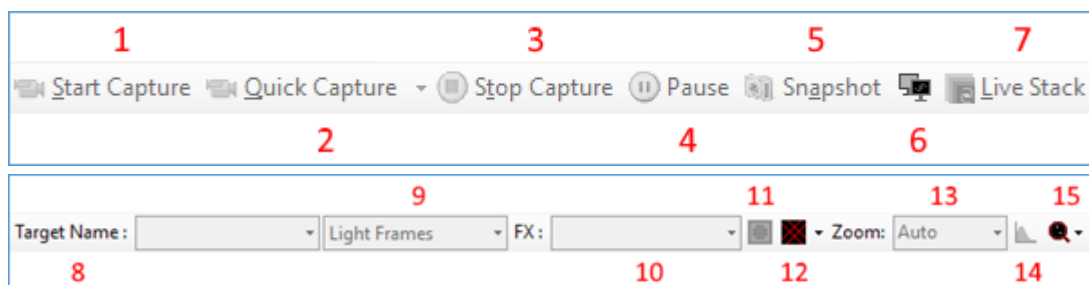 1 3 5 7
Start Capture Quick Capture Stop Capture Pause Snapshot Live Stack
2 4 6
9 11 13 15
Target Name : Light Frames FX : Zoom: Auto
8 10 12 14